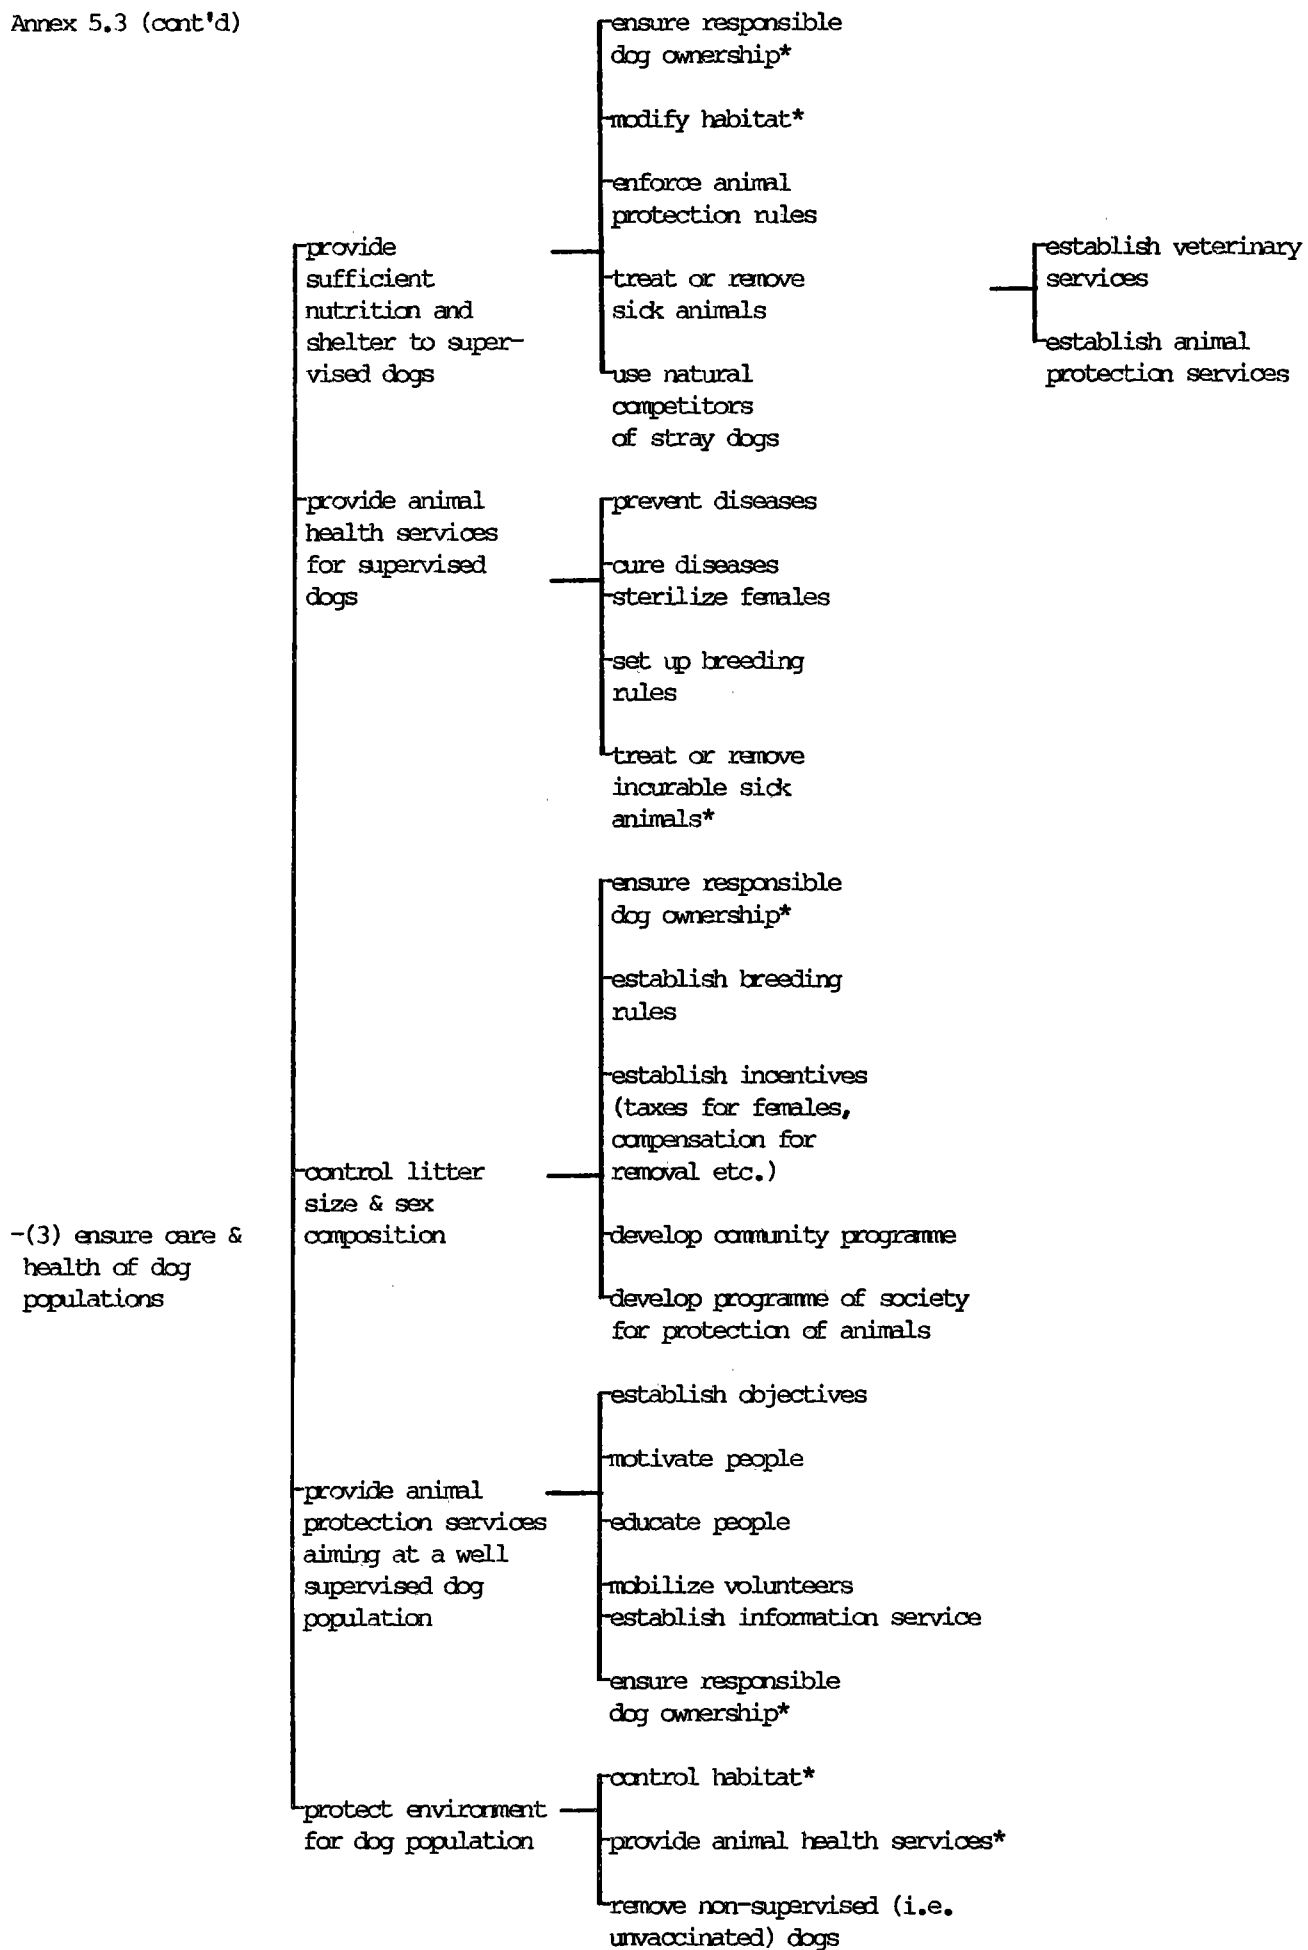 Annex 5.3 (cont'd)
ensure responsible
dog ownership*
modify habitat*
enforce animal
protection rules
provide
sufficient
nutrition and
shelter to super-
vised dogs
treat or remove
sick animals
establish veterinary
services
establish animal
protection services
use natural
competitors
of stray dogs
provide animal
health services
for supervised
dogs
prevent diseases
cure diseases
sterilize females
set up breeding
rules
treat or remove
incurable sick
animals*
ensure responsible
dog ownership*
establish breeding
rules
establish incentives
(taxes for females,
compensation for
removal etc.)
control litter
size & sex
composition
-(3) ensure care &
health of dog
populations
develop community programme
develop programme of society
for protection of animals
establish objectives
motivate people
provide animal
protection services
aiming at a well
supervised dog
population
educate people
mobilize volunteers
establish information service
ensure responsible
dog ownership*
control habitat*
protect environment
for dog population
provide animal health services*
remove non-supervised (i.e.
unvaccinated) dogs